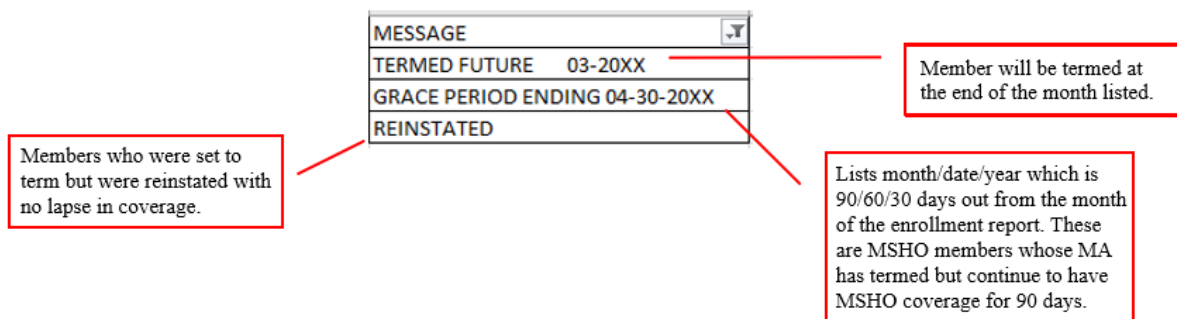 MESSAGE
TERMED FUTURE 03-20XX
GRACE PERIOD ENDING 04-30-20XX
REINSTATED
Member will be termed at
the end of the month listed.
Members who were set to
term but were reinstated with
no lapse in coverage.
Lists month/date/year which is
90/60/30 days out from the month
of the enrollment report. These
are MSHO members whose MA
has termed but continue to have
MSHO coverage for 90 days.